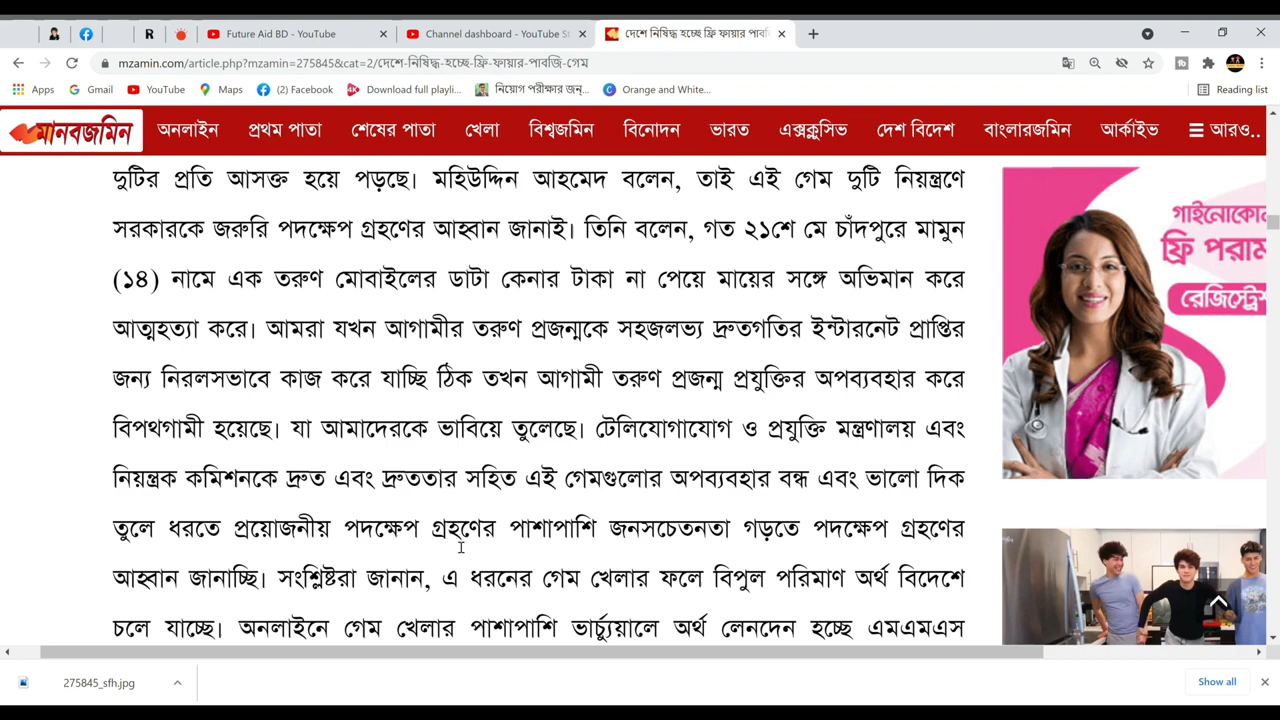 Future Aid BD - YouTube
Channel dashboard - YouTube St
দেশে নিষিদ্ধ হচ্ছে ফ্রি ফায়ার পাবজি
mzamin.com/article.php?mzamin=275845&cat=2/দেশে-নিষিদ্ধ-হচ্ছে-ফ্রি-ফায়ার-পাবজি-গেম
Apps Gmail YouTube Maps (2) Facebook Download full playli... নিয়োগ পরীক্ষার জন্... Orange and White... Reading list
মানবজমিন অনলাইন প্রথম পাতা শেষের পাতা খেলা বিশ্বজমিন বিনোদন ভারত এক্সক্লুসিভ দেশ বিদেশ বাংলারজমিন আর্কাইভ আরও..
দুটির প্রতি আসক্ত হয়ে পড়ছে। মহিউদ্দিন আহমেদ বলেন, তাই এই গেম দুটি নিয়ন্ত্রণে
সরকারকে জরুরি পদক্ষেপ গ্রহণের আহ্বান জানাই। তিনি বলেন, গত ২১শে মে চাঁদপুরে মামুন
(১৪) নামে এক তরুণ মোবাইলের ডাটা কেনার টাকা না পেয়ে মায়ের সঙ্গে অভিমান করে
আত্মহত্যা করে। আমরা যখন আগামীর তরুণ প্রজন্মকে সহজলভ্য দ্রুতগতির ইন্টারনেট প্রাপ্তির
জন্য নিরলসভাবে কাজ করে যাচ্ছি ঠিক তখন আগামী তরুণ প্রজন্ম প্রযুক্তির অপব্যবহার করে
বিপথগামী হয়েছে। যা আমাদেরকে ভাবিয়ে তুলেছে। টেলিযোগাযোগ ও প্রযুক্তি মন্ত্রণালয় এবং
নিয়ন্ত্রক কমিশনকে দ্রুত এবং দ্রুততার সহিত এই গেমগুলোর অপব্যবহার বন্ধ এবং ভালো দিক
তুলে ধরতে প্রয়োজনীয় পদক্ষেপ গ্রহণের পাশাপাশি জনসচেতনতা গড়তে পদক্ষেপ গ্রহণের
আহ্বান জানাচ্ছি। সংশ্লিষ্টরা জানান, এ ধরনের গেম খেলার ফলে বিপুল পরিমাণ অর্থ বিদেশে
চলে যাচ্ছে। অনলাইনে গেম খেলার পাশাপাশি ভার্চ্যুয়ালে অর্থ লেনদেন হচ্ছে এমএমএস
গাইনোকোল
ফ্রি পরাম
রেজিস্ট্রে
275845_sfh.jpg
Show all